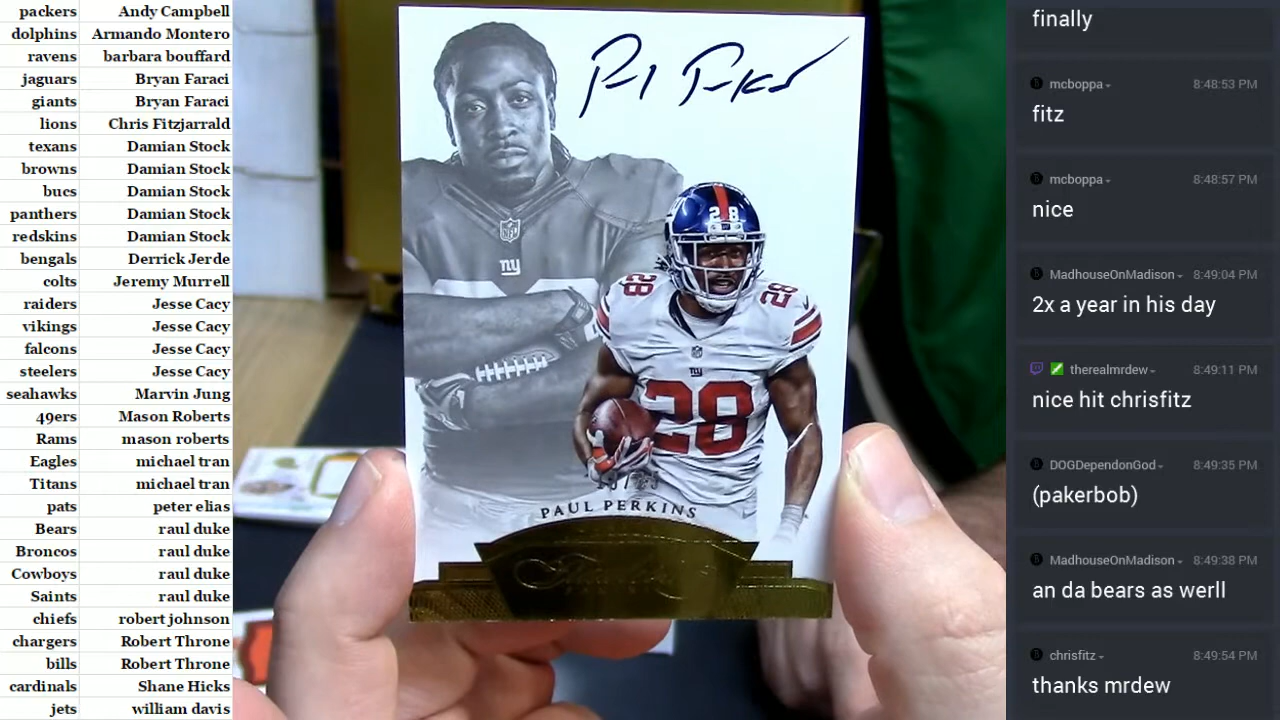 packers Andy Campbell
dolphins Armando Montero
ravens barbara bouffard
jaguars Bryan Faraci
giants Bryan Faraci
lions Chris Fitzjarrald
texans Damian Stock
browns Damian Stock
bucs Damian Stock
panthers Damian Stock
redskins Damian Stock
bengals Derrick Jerde
colts Jeremy Murrell
raiders Jesse Cacy
vikings Jesse Cacy
falcons Jesse Cacy
steelers Jesse Cacy
seahawks Marvin Jung
49ers Mason Roberts
Rams mason roberts
Eagles michael tran
Titans michael tran
pats peter elias
Bears raul duke
Broncos raul duke
Cowboys raul duke
Saints raul duke
chiefs robert johnson
chargers Robert Throne
bills Robert Throne
cardinals Shane Hicks
jets william davis
NFL
ny
28
28
28
NFL
ny
28
PAUL PERKINS
finally
mcboppa 8:48:53 PM
fitz
mcboppa 8:48:57 PM
nice
MadhouseOnMadison 8:49:04 PM
2x a year in his day
therealmrdew 8:49:11 PM
nice hit chrisfitz
DOGDependonGod 8:49:35 PM
(pakerbob)
MadhouseOnMadison 8:49:38 PM
an da bears as werll
chrisfitz 8:49:54 PM
thanks mrdew